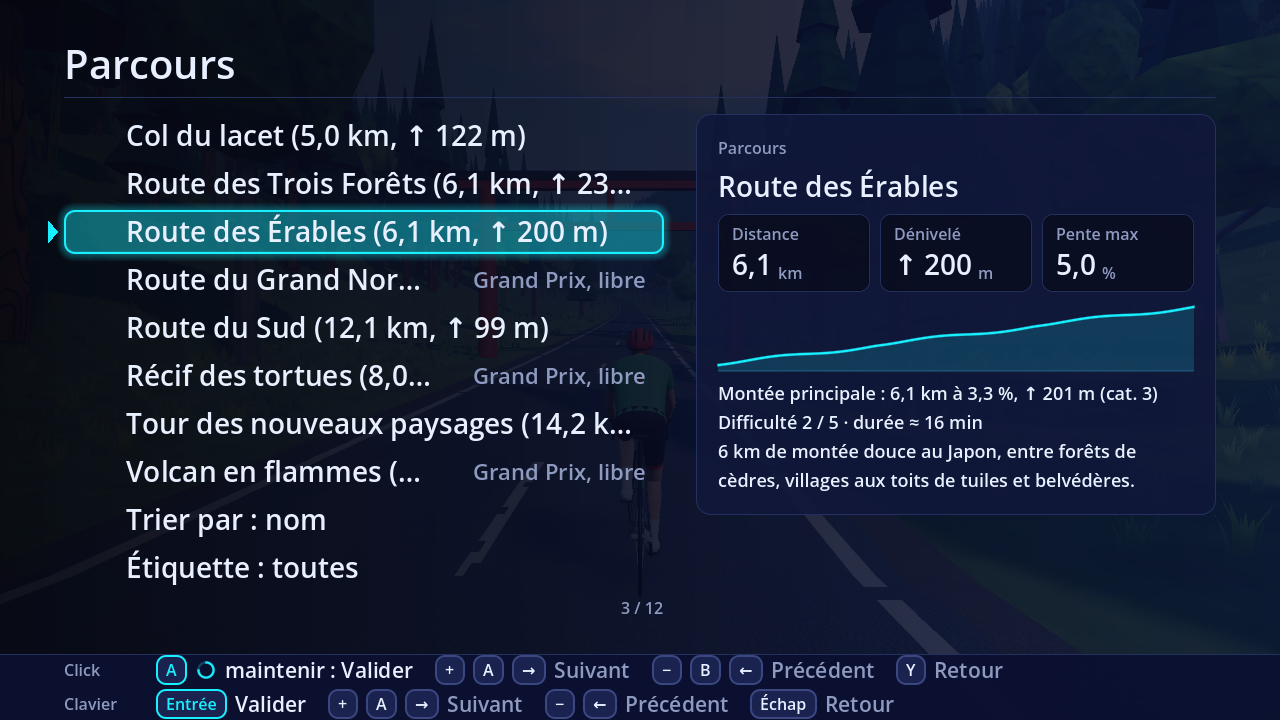 Parcours
Col du lacet (5,0 km, ↑ 122 m)
Route des Trois Forêts (6,1 km, ↑ 23...
Route des Érables (6,1 km, ↑ 200 m)
Route du Grand Nor... Grand Prix, libre
Route du Sud (12,1 km, ↑ 99 m)
Récif des tortues (8,0... Grand Prix, libre
Tour des nouveaux paysages (14,2 k...
Volcan en flammes (... Grand Prix, libre
Trier par : nom
Étiquette : toutes
3 / 12
Parcours
Route des Érables
Distance Dénivelé Pente max
6,1 km ↑ 200 m 5,0 %
Montée principale : 6,1 km à 3,3 %, ↑ 201 m (cat. 3)
Difficulté 2 / 5 · durée ≈ 16 min
6 km de montée douce au Japon, entre forêts de
cèdres, villages aux toits de tuiles et belvédères.
Click A maintenir : Valider + A → Suivant − B ← Précédent Y Retour
Clavier Entrée Valider + A → Suivant − ← Précédent Échap Retour